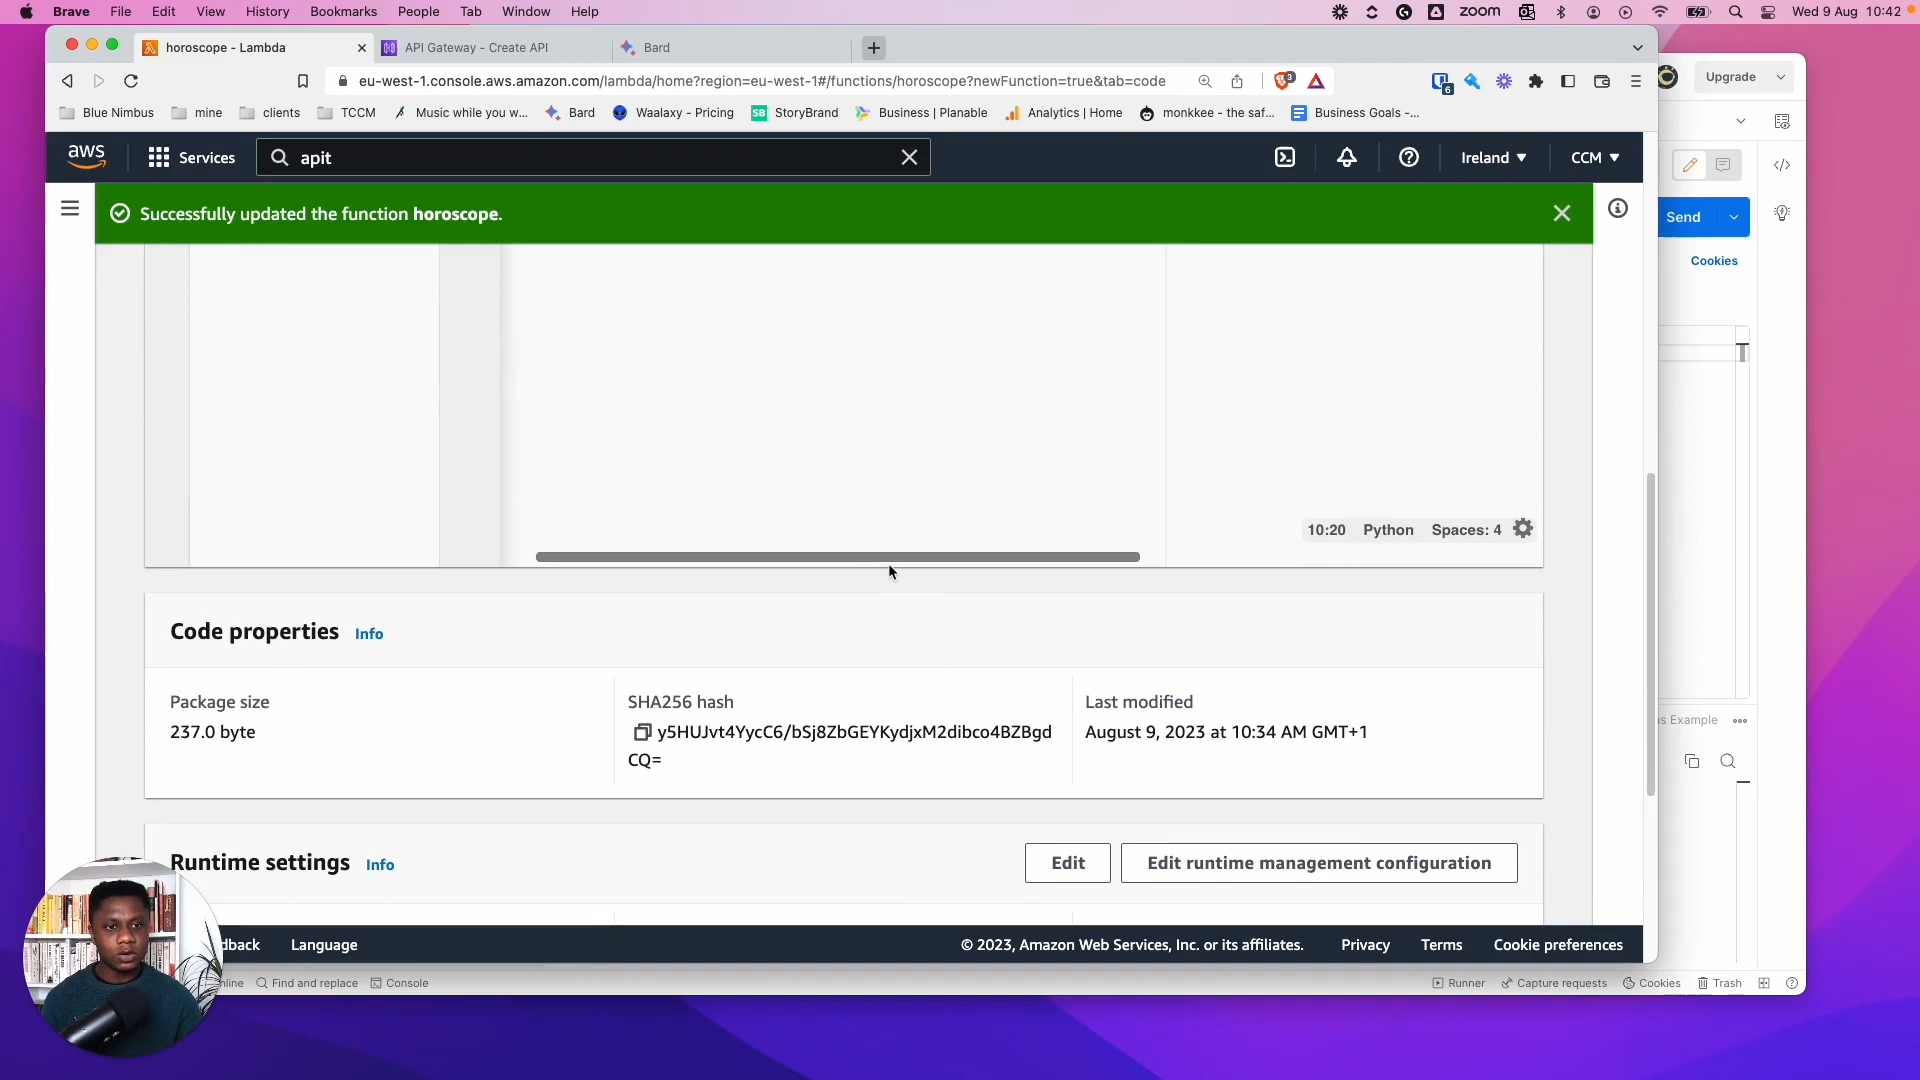 Brave File Edit View History Bookmarks People Tab Window Help zoom Wed 9 Aug 10:42
horoscope - Lambda API Gateway - Create API Bard
eu-west-1.console.aws.amazon.com/lambda/home?region=eu-west-1#/functions/horoscope?newFunction=true&tab=code 3 6 Upgrade
Blue Nimbus mine clients TCCM Music while you w... Bard Waalaxy - Pricing SB StoryBrand Business | Planable Analytics | Home monkkee - the saf... Business Goals -...
aws Services apit Ireland CCM
Successfully updated the function horoscope.
Send
Cookies
10:20 Python Spaces: 4
Code properties Info
Package size
237.0 byte
SHA256 hash
y5HUJvt4YycC6/bSj8ZbGEYKydjxM2dibco4BZBgd
CQ=
Last modified
August 9, 2023 at 10:34 AM GMT+1
s Example
Runtime settings Info Edit Edit runtime management configuration
dback Language © 2023, Amazon Web Services, Inc. or its affiliates. Privacy Terms Cookie preferences
nline Find and replace Console Runner Capture requests Cookies Trash